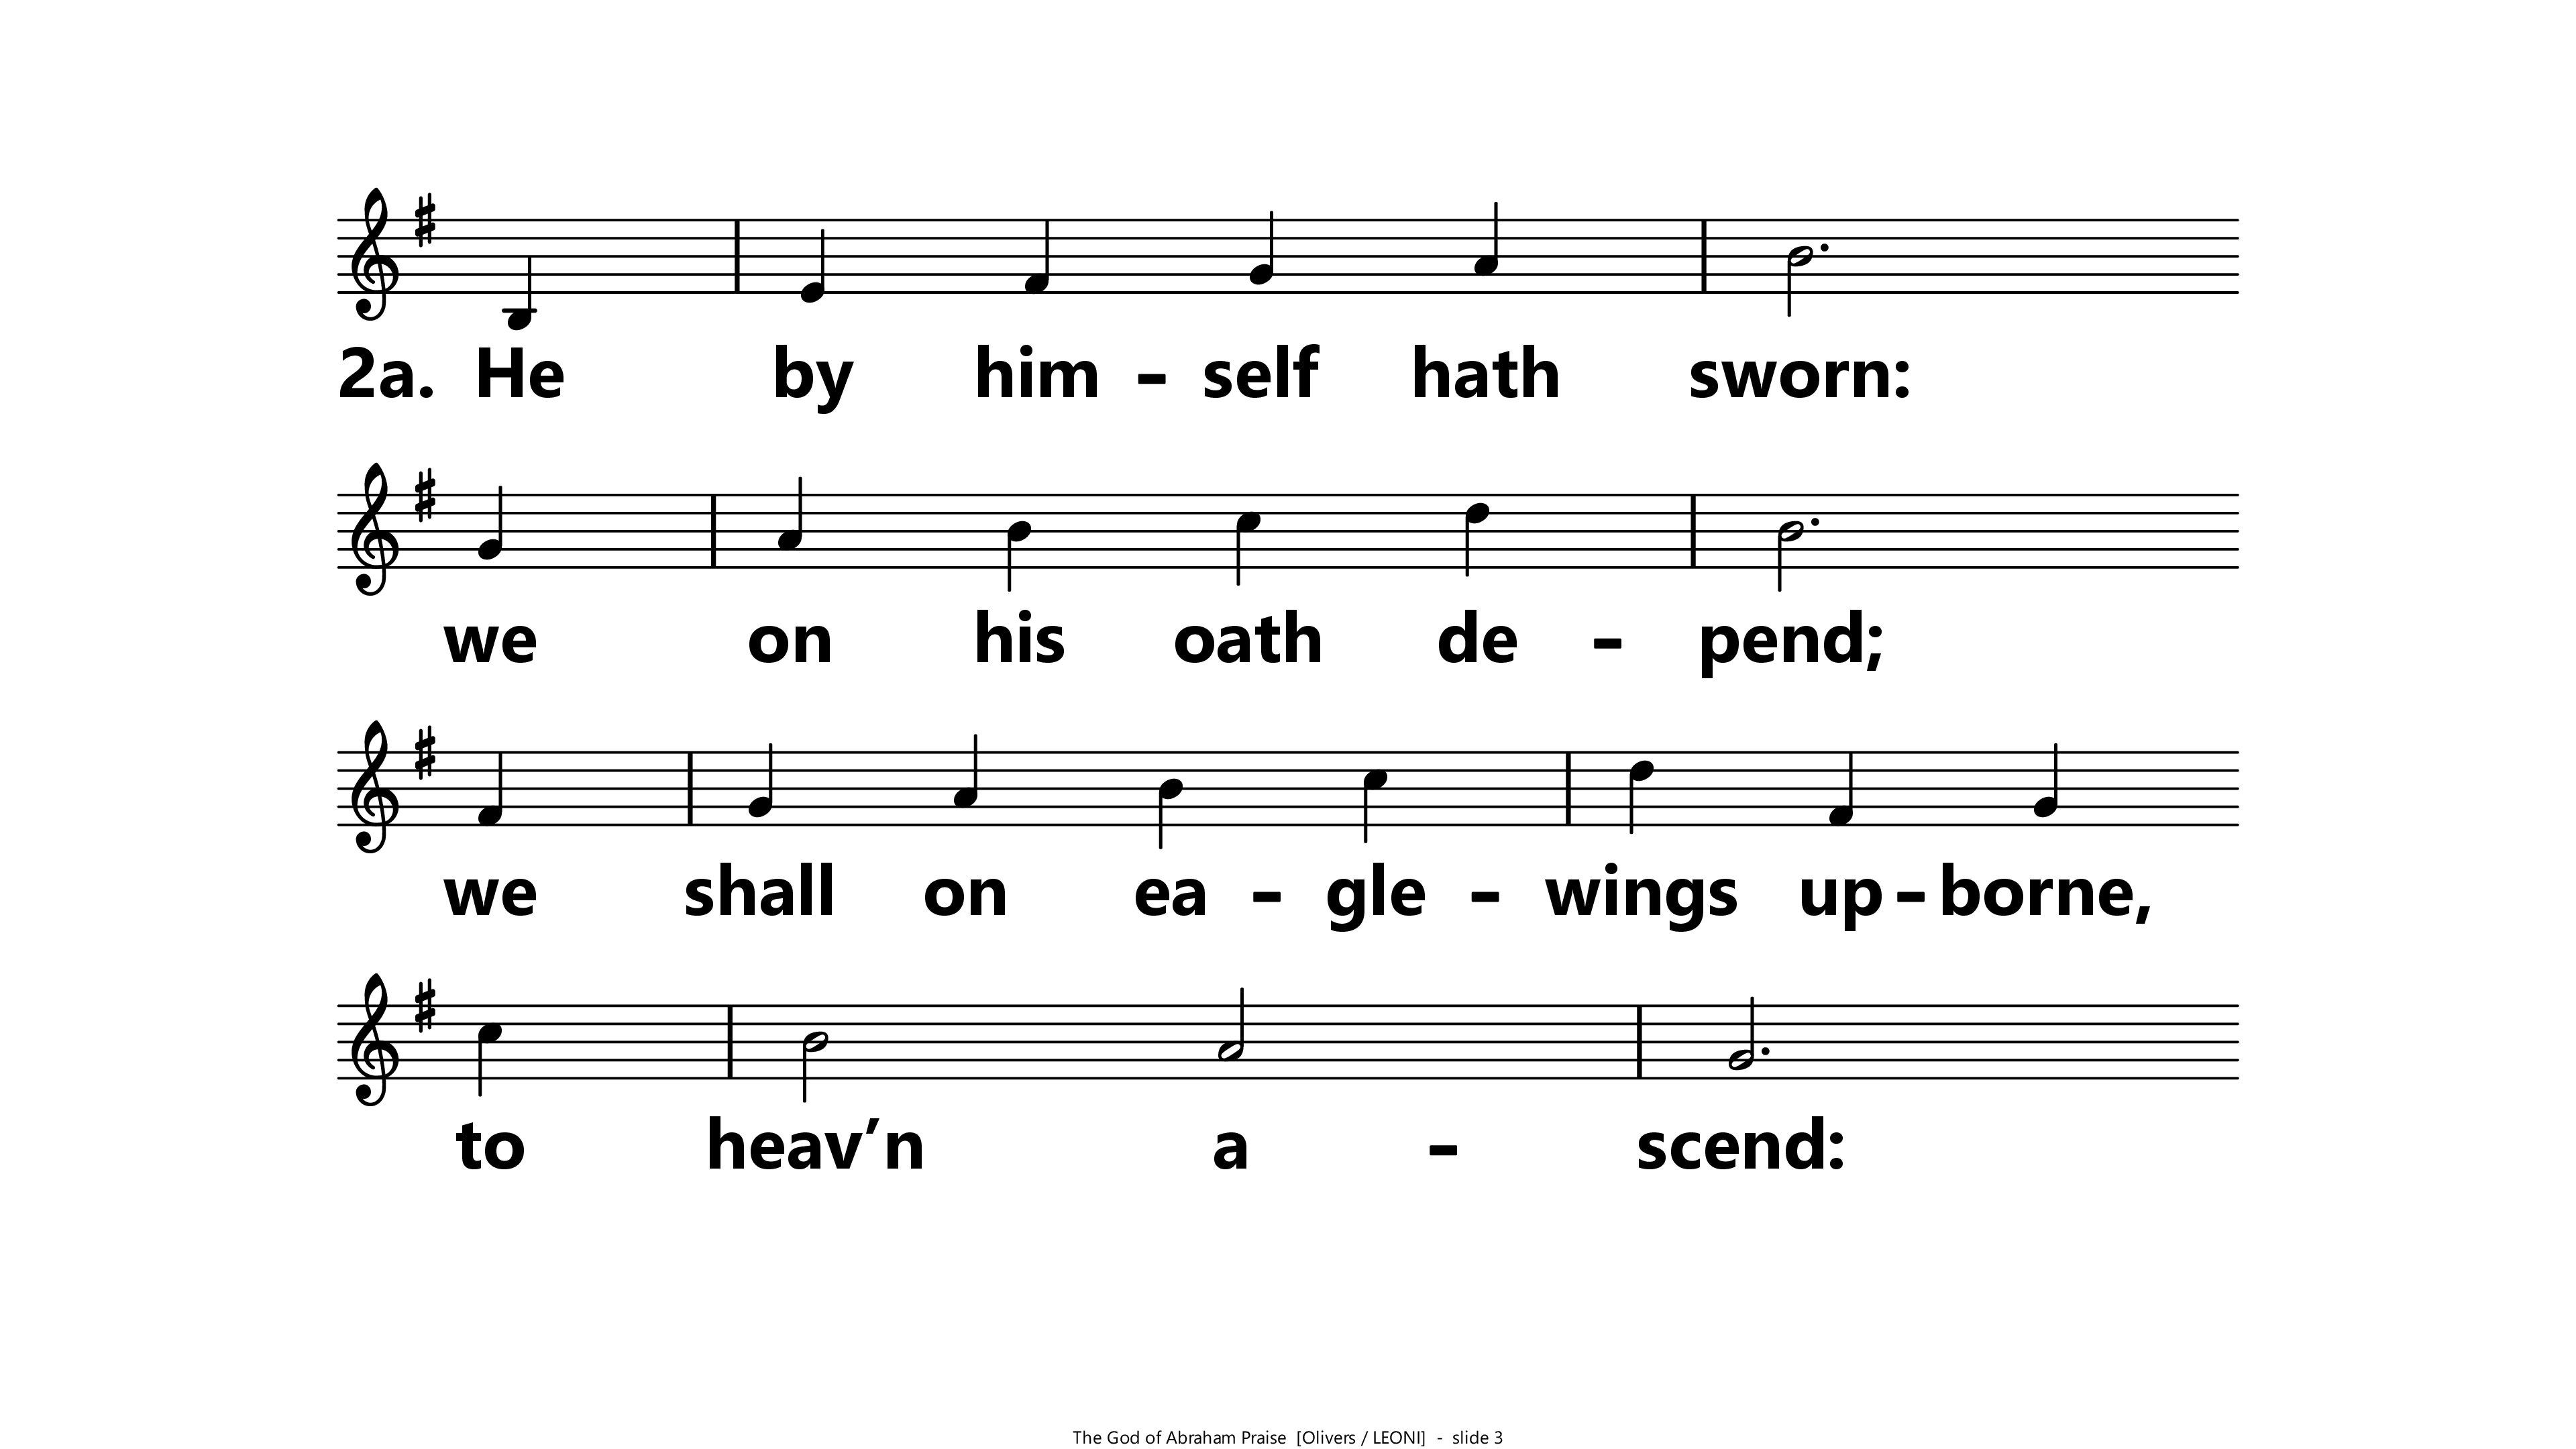 2a. He by him - self hath sworn:
we on his oath de - pend;
we shall on ea - gle - wings up - borne,
to heav’n a - scend:
The God of Abraham Praise [Olivers / LEONI] - slide 3